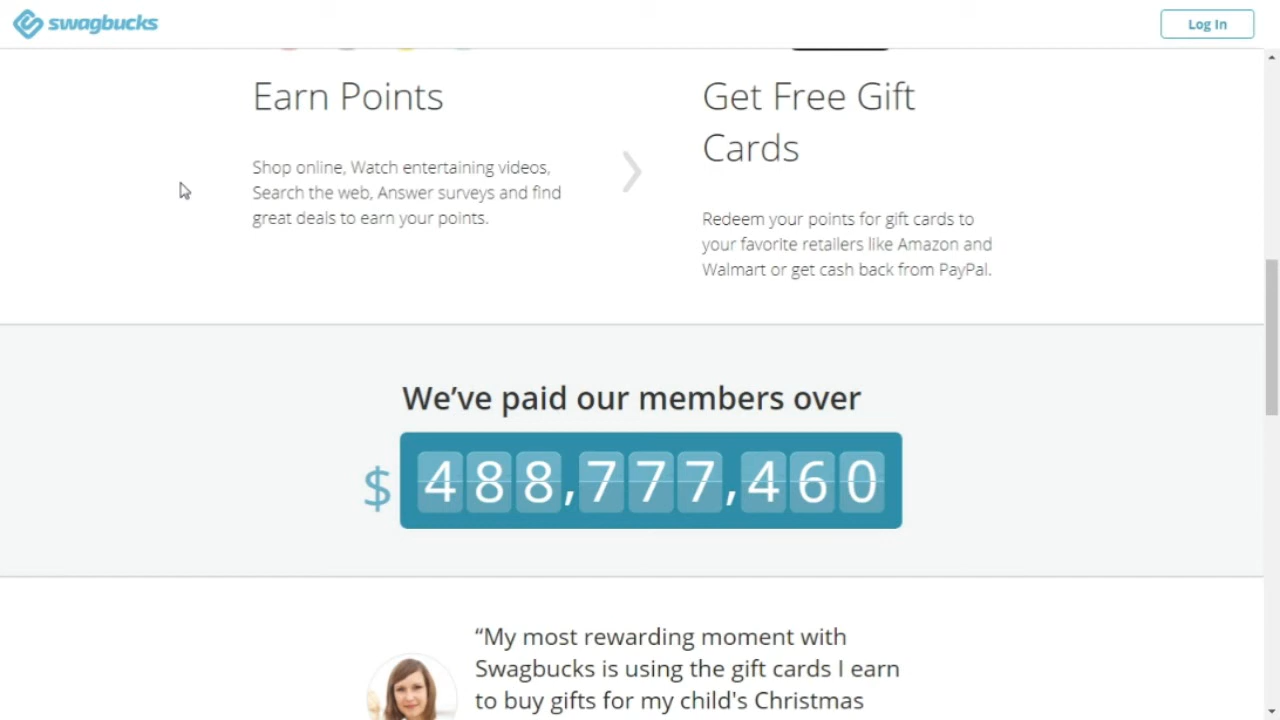 swagbucks
Log In
Earn Points
Shop online, Watch entertaining videos,
Search the web, Answer surveys and find
great deals to earn your points.
Get Free Gift
Cards
Redeem your points for gift cards to
your favorite retailers like Amazon and
Walmart or get cash back from PayPal.
We’ve paid our members over
$ 488,777,460
“My most rewarding moment with
Swagbucks is using the gift cards I earn
to buy gifts for my child's Christmas